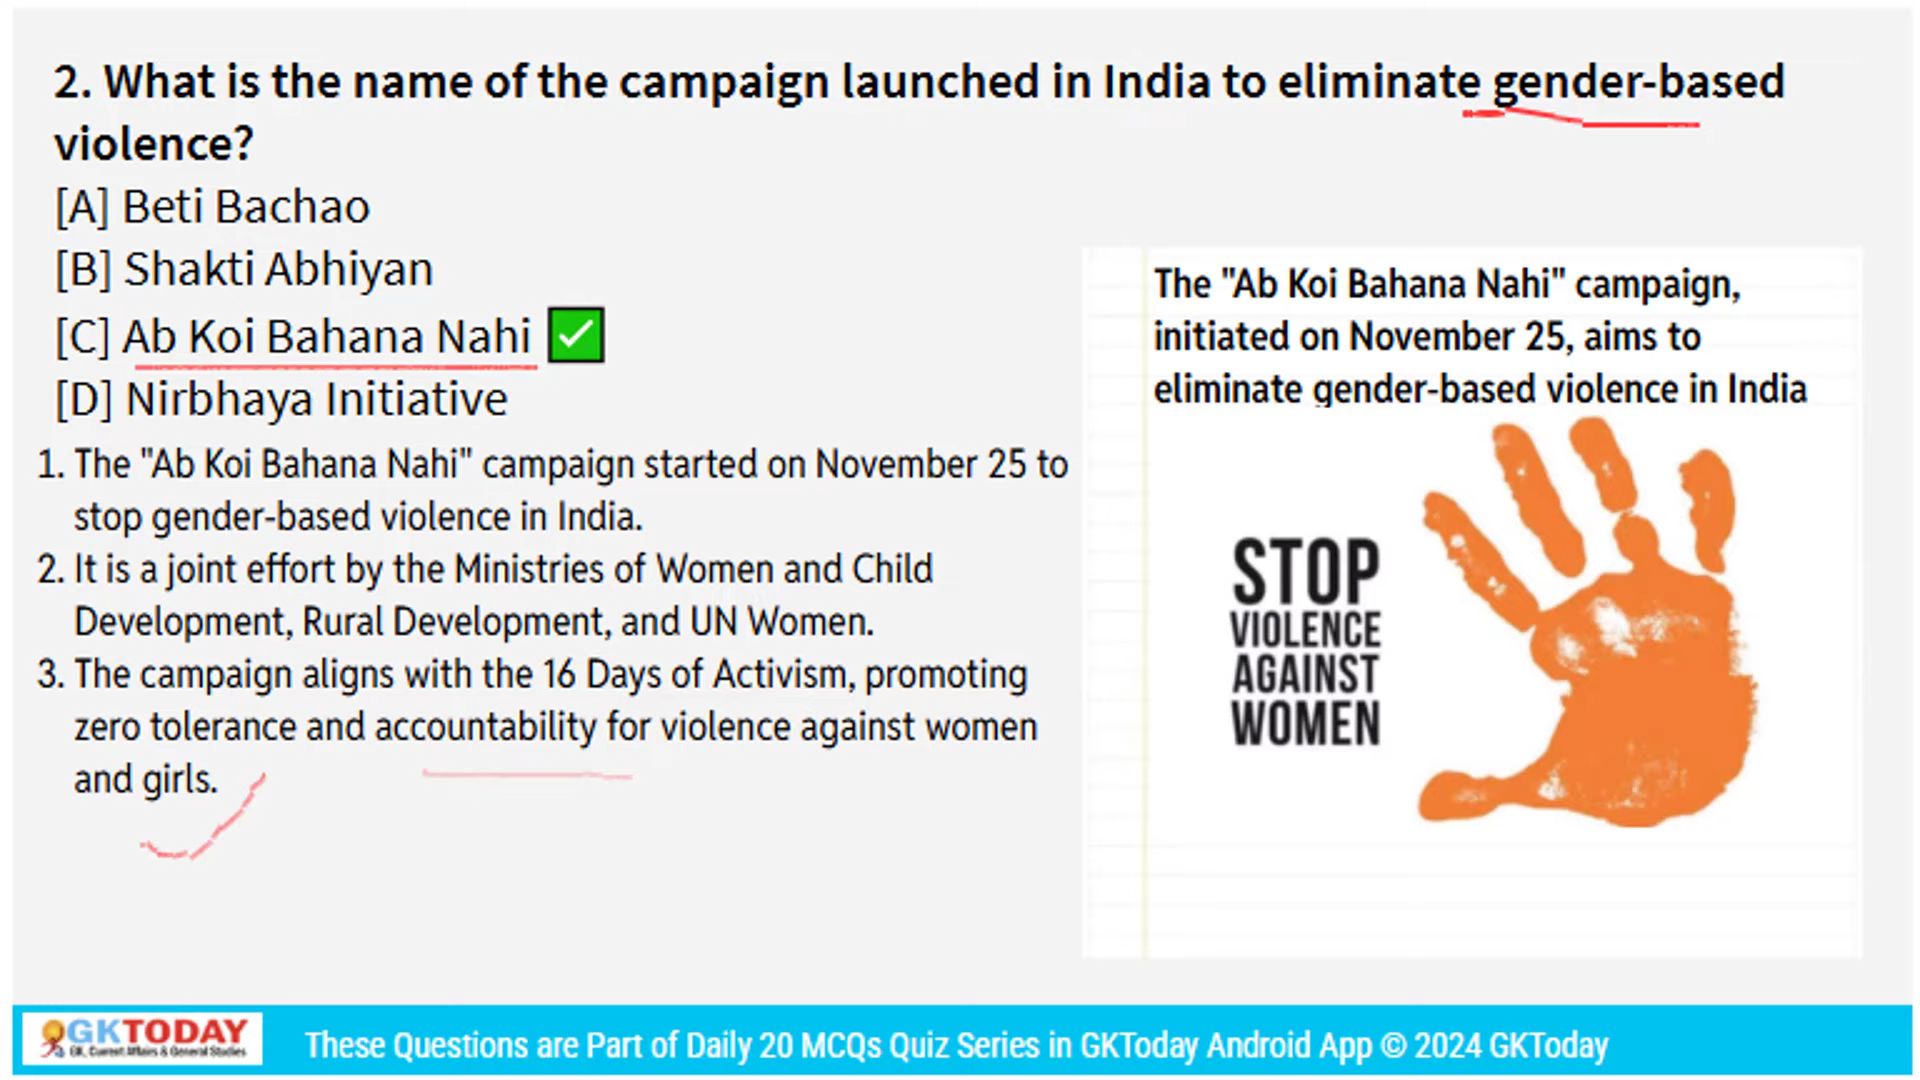 2. What is the name of the campaign launched in India to eliminate gender-based
violence?
[A] Beti Bachao
[B] Shakti Abhiyan
[C] Ab Koi Bahana Nahi
[D] Nirbhaya Initiative
1. The "Ab Koi Bahana Nahi" campaign started on November 25 to
stop gender-based violence in India.
2. It is a joint effort by the Ministries of Women and Child
Development, Rural Development, and UN Women.
3. The campaign aligns with the 16 Days of Activism, promoting
zero tolerance and accountability for violence against women
and girls.
The "Ab Koi Bahana Nahi" campaign,
initiated on November 25, aims to
eliminate gender-based violence in India
STOP
VIOLENCE
AGAINST
WOMEN
GKTODAY
GK, Current Affairs & General Studies
These Questions are Part of Daily 20 MCQs Quiz Series in GKToday Android App © 2024 GKToday